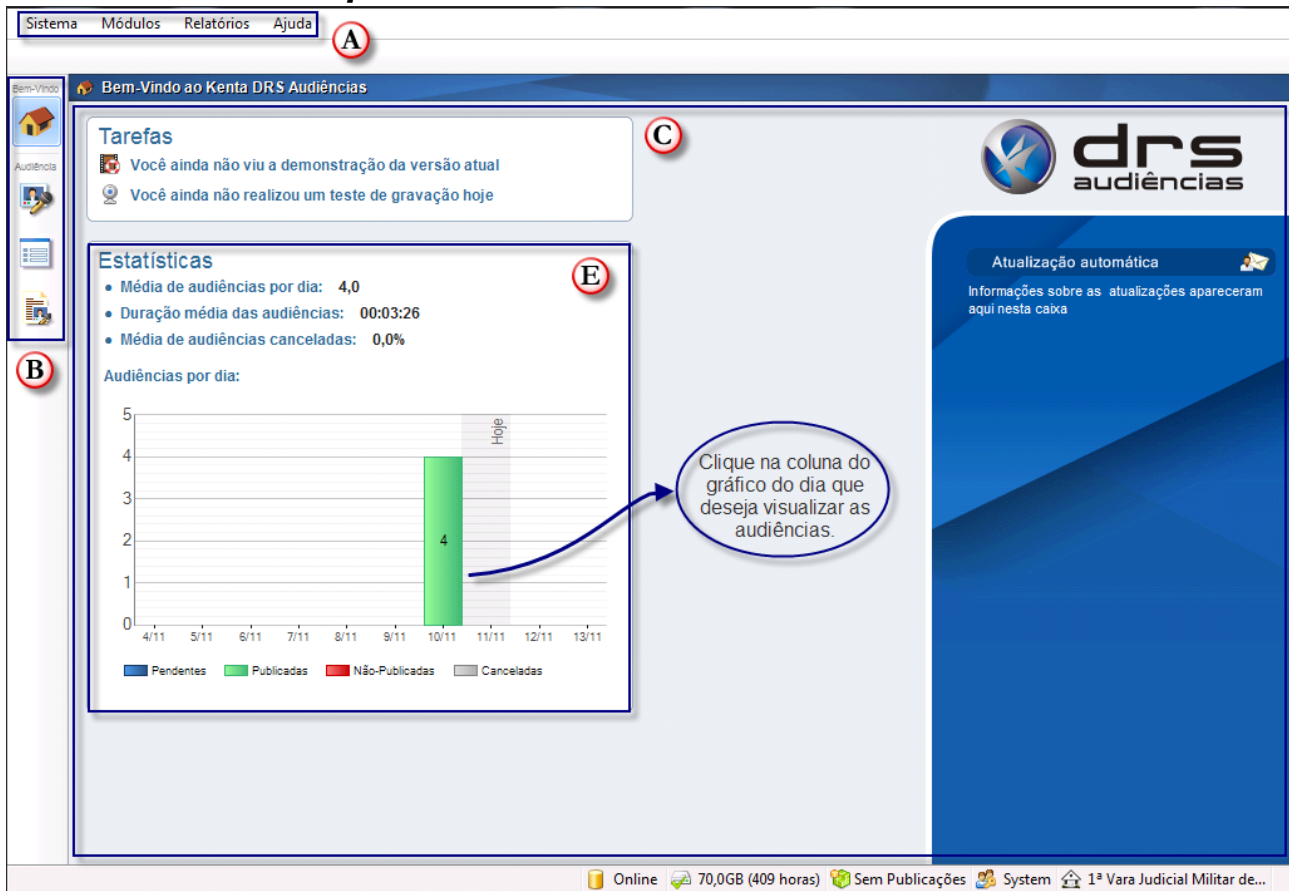 Sistema Módulos Relatórios Ajuda
A
Bem-Vindo
Bem-Vindo ao Kenta DRS Audiências
Audiência
B
C
Tarefas
Você ainda não viu a demonstração da versão atual
Você ainda não realizou um teste de gravação hoje
drs
audiências
Estatísticas
E
• Média de audiências por dia: 4,0
• Duração média das audiências: 00:03:26
• Média de audiências canceladas: 0,0%
Audiências por dia:
5
4
3
2
1
0
Hoje
4
4/11 5/11 6/11 7/11 8/11 9/11 10/11 11/11 12/11 13/11
Pendentes Publicadas Não-Publicadas Canceladas
Clique na coluna do
gráfico do dia que
deseja visualizar as
audiências.
Atualização automática
Informações sobre as atualizações apareceram
aqui nesta caixa
Online 70,0GB (409 horas) Sem Publicações System 1ª Vara Judicial Militar de...